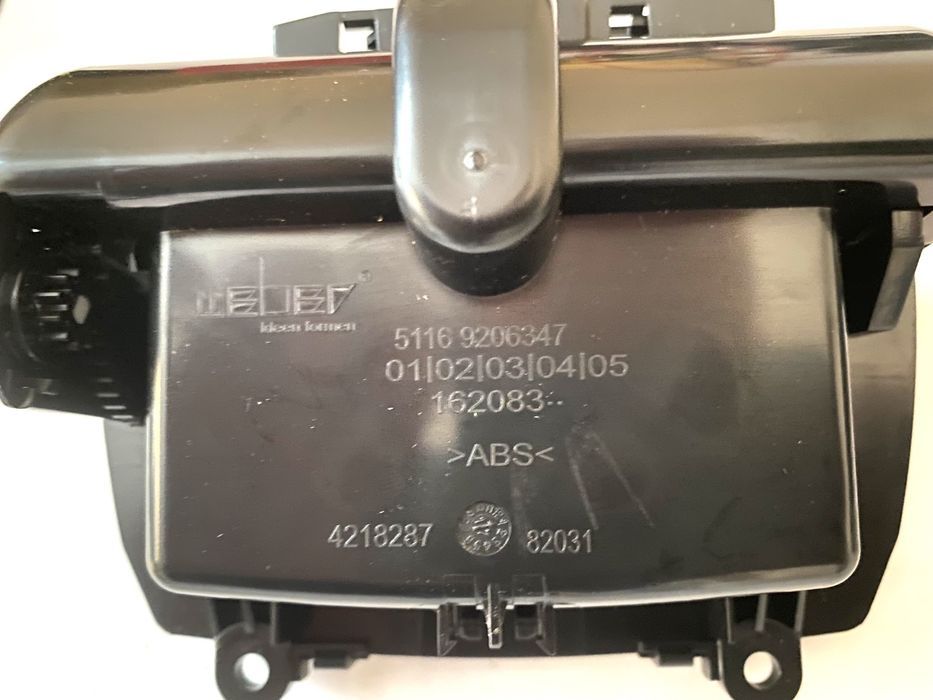 weber®
Ideen formen
5116 9206347
01|02|03|04|05
162083--
>ABS<
4218287
82031